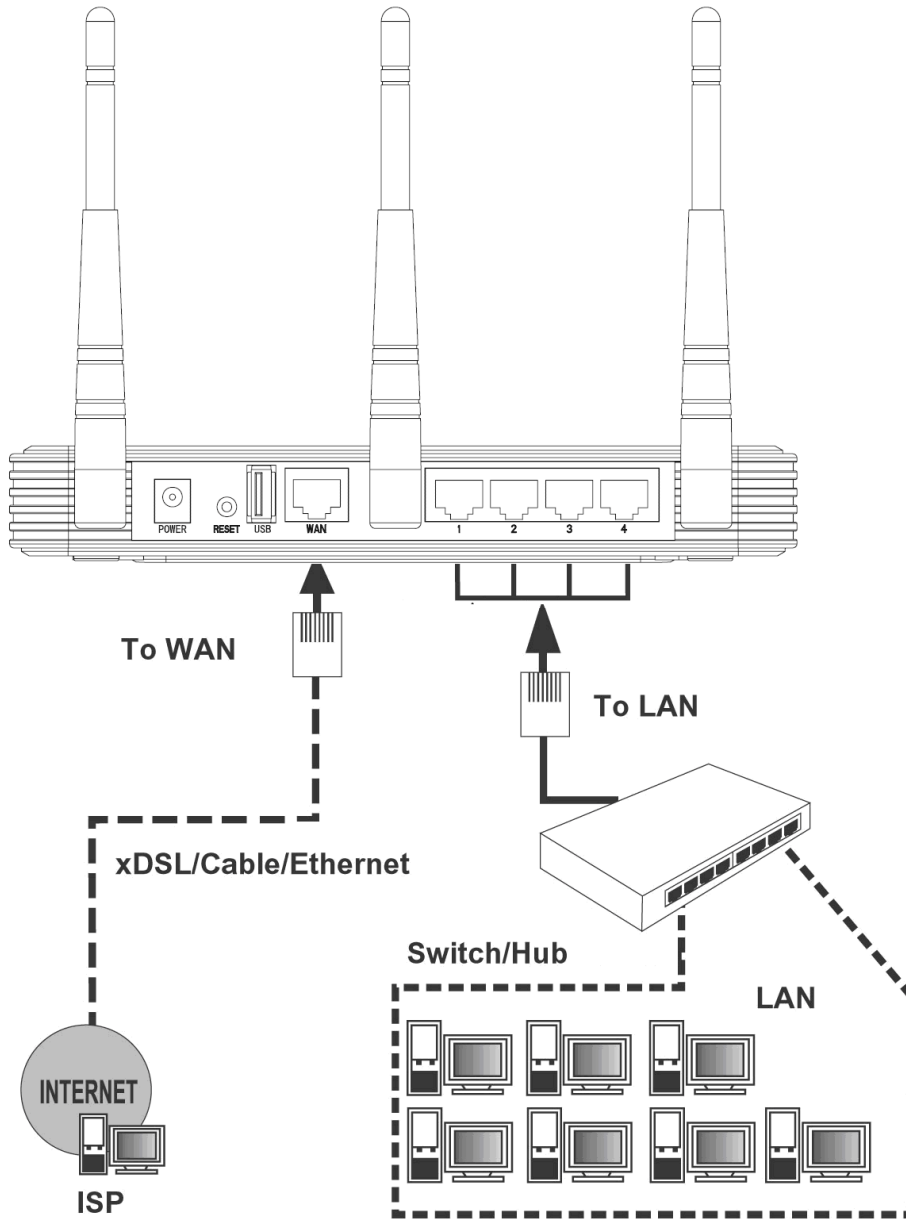 POWER
RESET
USB
WAN
1
2
3
4
To WAN
To LAN
xDSL/Cable/Ethernet
Switch/Hub
LAN
INTERNET
ISP